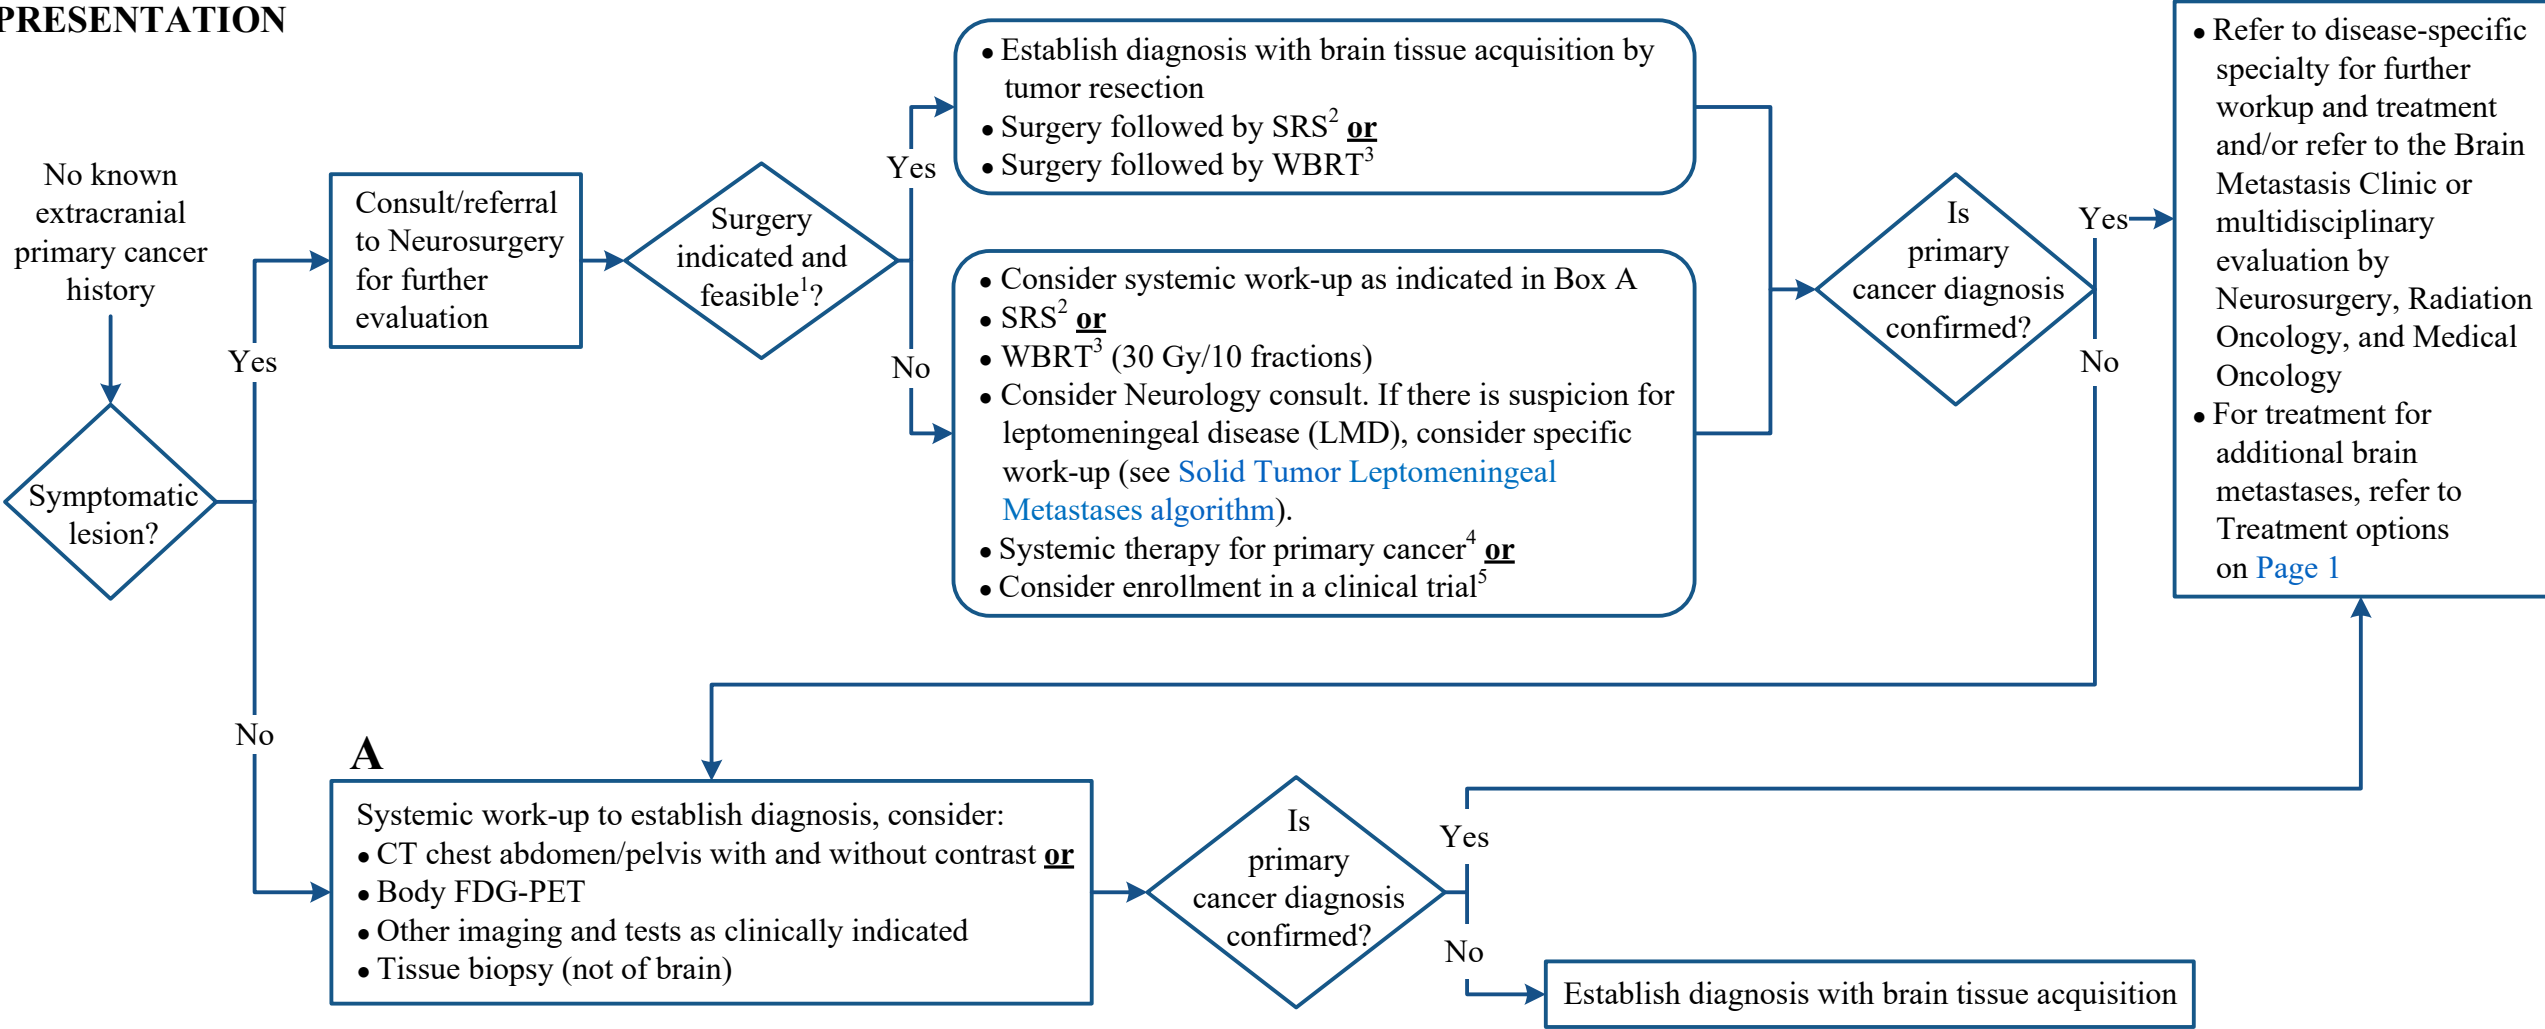 PRESENTATION
No known
extracranial
primary cancer
history
Symptomatic
lesion?
Yes
No
Consult/referral
to Neurosurgery
for further
evaluation
Surgery
indicated and
feasible¹?
Yes
No
• Establish diagnosis with brain tissue acquisition by
tumor resection
• Surgery followed by SRS² or
• Surgery followed by WBRT³
• Consider systemic work-up as indicated in Box A
• SRS² or
• WBRT³ (30 Gy/10 fractions)
• Consider Neurology consult. If there is suspicion for
leptomeningeal disease (LMD), consider specific
work-up (see Solid Tumor Leptomeningeal
Metastases algorithm).
• Systemic therapy for primary cancer⁴ or
• Consider enrollment in a clinical trial⁵
Is
primary
cancer diagnosis
confirmed?
Yes
No
• Refer to disease-specific
specialty for further
workup and treatment
and/or refer to the Brain
Metastasis Clinic or
multidisciplinary
evaluation by
Neurosurgery, Radiation
Oncology, and Medical
Oncology
• For treatment for
additional brain
metastases, refer to
Treatment options
on Page 1
A
Systemic work-up to establish diagnosis, consider:
• CT chest abdomen/pelvis with and without contrast or
• Body FDG-PET
• Other imaging and tests as clinically indicated
• Tissue biopsy (not of brain)
Is
primary
cancer diagnosis
confirmed?
Yes
No
Establish diagnosis with brain tissue acquisition